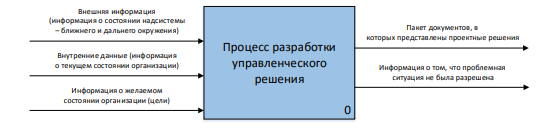 Внешняя информация
(информация о состоянии надсистемы
– ближнего и дальнего окружения)
Внутренние данные (информация
о текущем состоянии организации)
Информация о желаемом
состоянии организации (цели)
Процесс разработки
управленческого
решения
0
Пакет документов, в
которых представлены проектные решения
Информация о том, что проблемная
ситуация не была разрешена